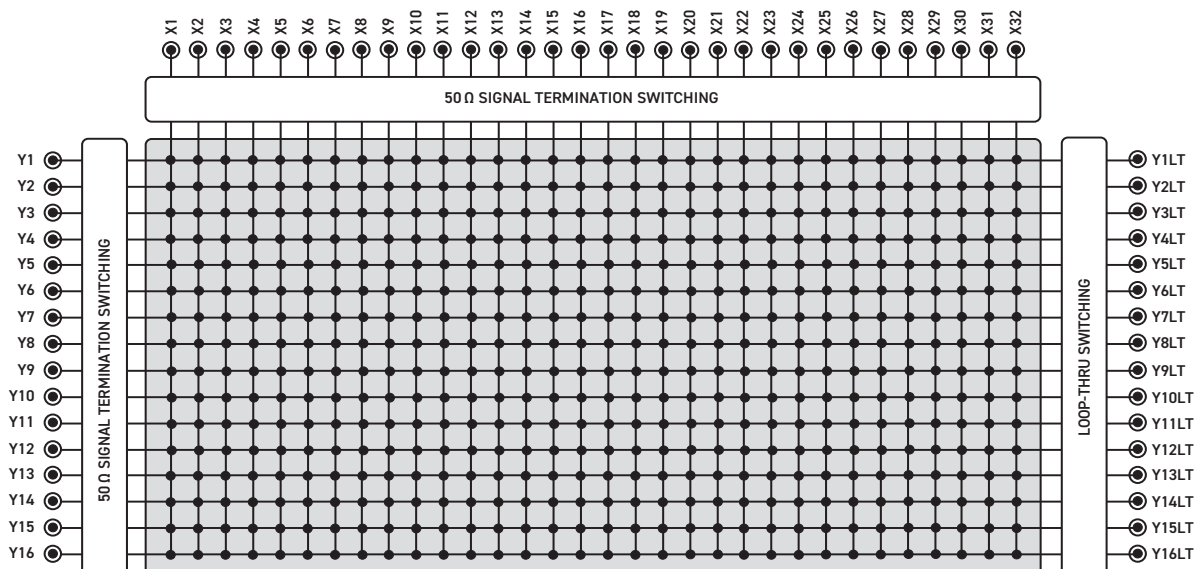 X1 X2 X3 X4 X5 X6 X7 X8 X9 X10 X11 X12 X13 X14 X15 X16 X17 X18 X19 X20 X21 X22 X23 X24 X25 X26 X27 X28 X29 X30 X31 X32
50 Ω SIGNAL TERMINATION SWITCHING
Y1
Y2
Y3
Y4
Y5
Y6
Y7
Y8
Y9
Y10
Y11
Y12
Y13
Y14
Y15
Y16
50 Ω SIGNAL TERMINATION SWITCHING
LOOP-THRU SWITCHING
Y1LT
Y2LT
Y3LT
Y4LT
Y5LT
Y6LT
Y7LT
Y8LT
Y9LT
Y10LT
Y11LT
Y12LT
Y13LT
Y14LT
Y15LT
Y16LT